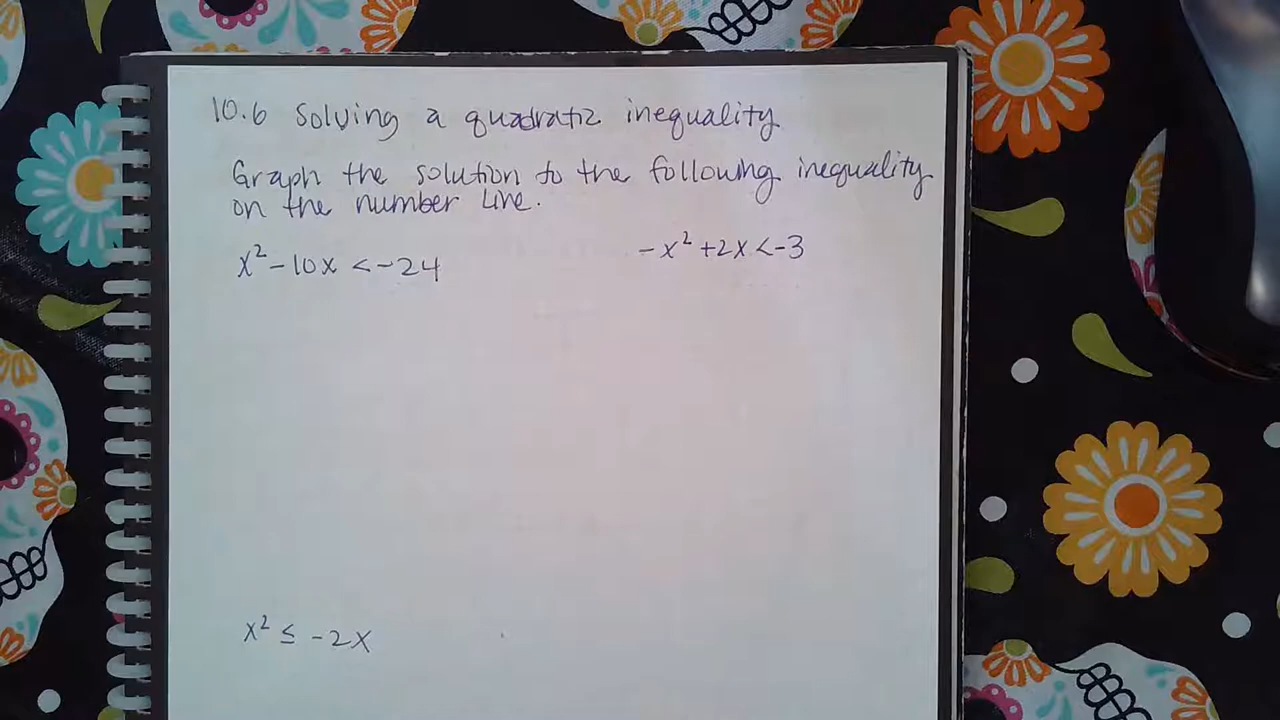 10.6 Solving a quadratic inequality
Graph the solution to the following inequality
on the number line.
x² - 10x < -24
-x² + 2x < -3
x² ≤ -2x